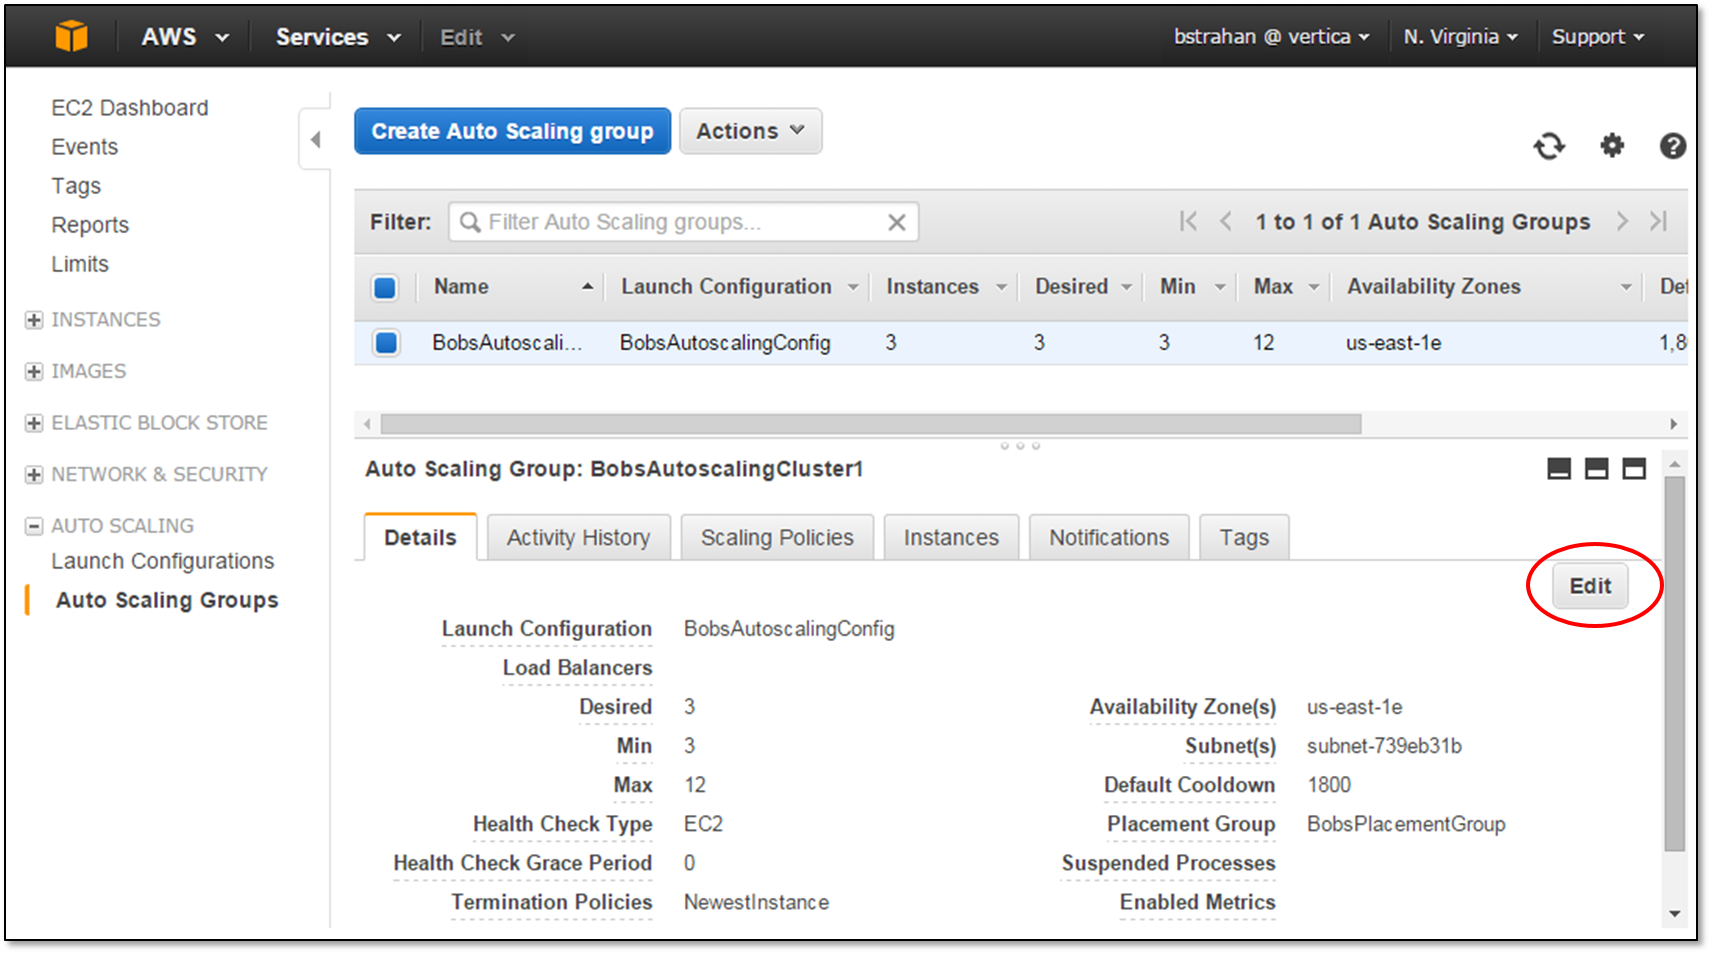 AWS Services Edit bstrahan @ vertica N. Virginia Support
EC2 Dashboard
Events
Tags
Reports
Limits
INSTANCES
IMAGES
ELASTIC BLOCK STORE
NETWORK & SECURITY
AUTO SCALING
Launch Configurations
Auto Scaling Groups
Create Auto Scaling group Actions
Filter: Filter Auto Scaling groups... 1 to 1 of 1 Auto Scaling Groups
Name Launch Configuration Instances Desired Min Max Availability Zones
BobsAutoscali... BobsAutoscalingConfig 3 3 3 12 us-east-1e
Auto Scaling Group: BobsAutoscalingCluster1
Details Activity History Scaling Policies Instances Notifications Tags
Edit
Launch Configuration BobsAutoscalingConfig
Load Balancers
Desired 3 Availability Zone(s) us-east-1e
Min 3 Subnet(s) subnet-739eb31b
Max 12 Default Cooldown 1800
Health Check Type EC2 Placement Group BobsPlacementGroup
Health Check Grace Period 0 Suspended Processes
Termination Policies NewestInstance Enabled Metrics